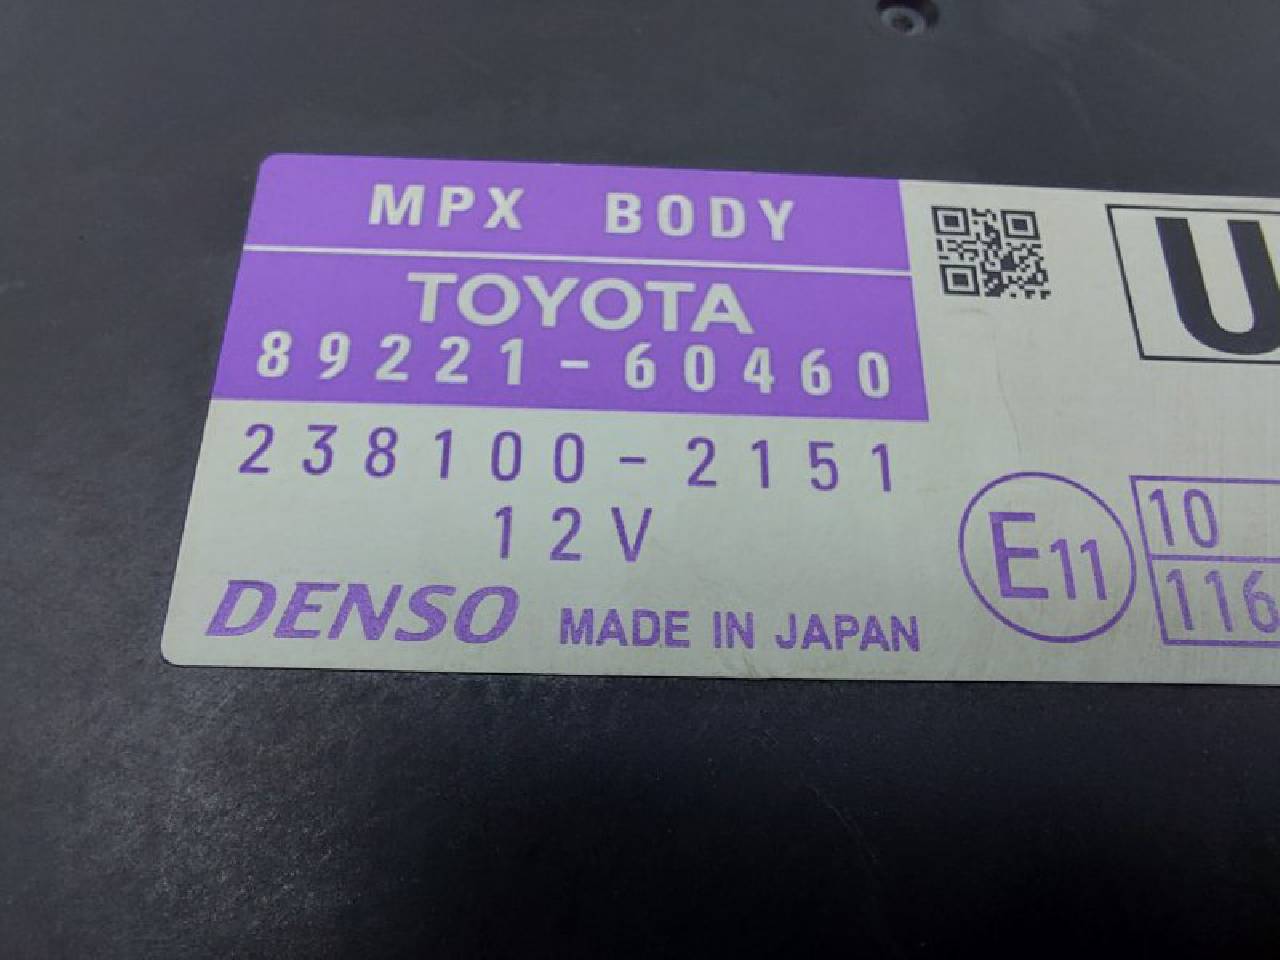 MPX BODY
TOYOTA
89221-60460
238100-2151
12V
DENSO MADE IN JAPAN
U
E11
10
116